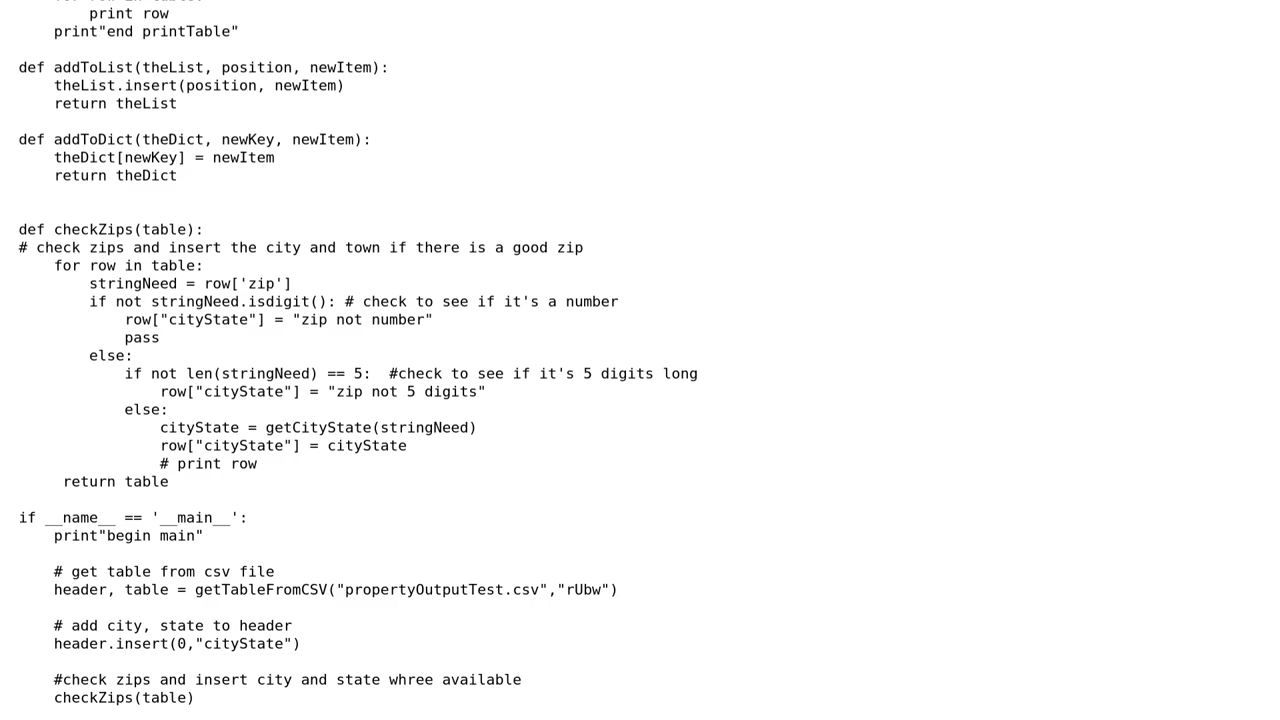 print row
    print"end printTable"

def addToList(theList, position, newItem):
    theList.insert(position, newItem)
    return theList

def addToDict(theDict, newKey, newItem):
    theDict[newKey] = newItem
    return theDict


def checkZips(table):
# check zips and insert the city and town if there is a good zip
    for row in table:
        stringNeed = row['zip']
        if not stringNeed.isdigit(): # check to see if it's a number
            row["cityState"] = "zip not number"
            pass
        else:
            if not len(stringNeed) == 5:  #check to see if it's 5 digits long
                row["cityState"] = "zip not 5 digits"
            else:
                cityState = getCityState(stringNeed)
                row["cityState"] = cityState
                # print row
     return table

if __name__ == '__main__':
    print"begin main"

    # get table from csv file
    header, table = getTableFromCSV("propertyOutputTest.csv","rUbw")

    # add city, state to header
    header.insert(0,"cityState")

    #check zips and insert city and state whree available
    checkZips(table)